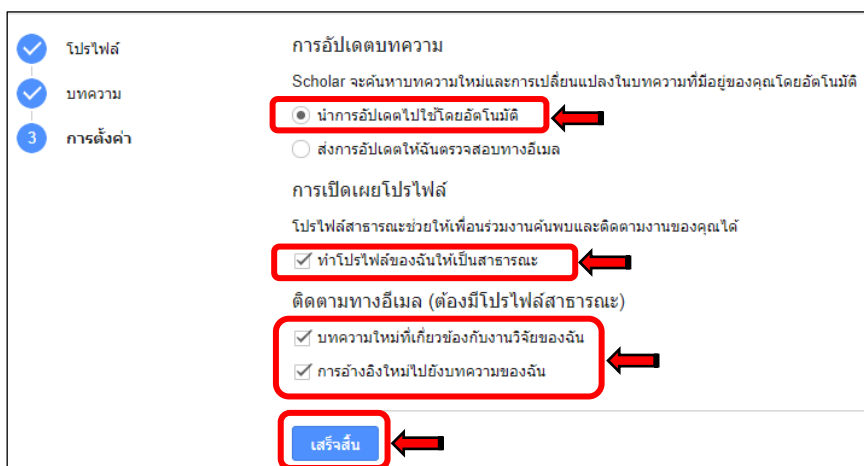 โปรไฟล์
บทความ
3 การตั้งค่า
การอัปเดตบทความ
Scholar จะค้นหาบทความใหม่และการเปลี่ยนแปลงในบทความที่มีอยู่ของคุณโดยอัตโนมัติ
นำการอัปเดตไปใช้โดยอัตโนมัติ
ส่งการอัปเดตให้ฉันตรวจสอบทางอีเมล
การเปิดเผยโปรไฟล์
โปรไฟล์สาธารณะช่วยให้เพื่อนร่วมงานค้นพบและติดตามงานของคุณได้
ทำโปรไฟล์ของฉันให้เป็นสาธารณะ
ติดตามทางอีเมล (ต้องมีโปรไฟล์สาธารณะ)
บทความใหม่ที่เกี่ยวข้องกับงานวิจัยของฉัน
การอ้างอิงใหม่ไปยังบทความของฉัน
เสร็จสิ้น